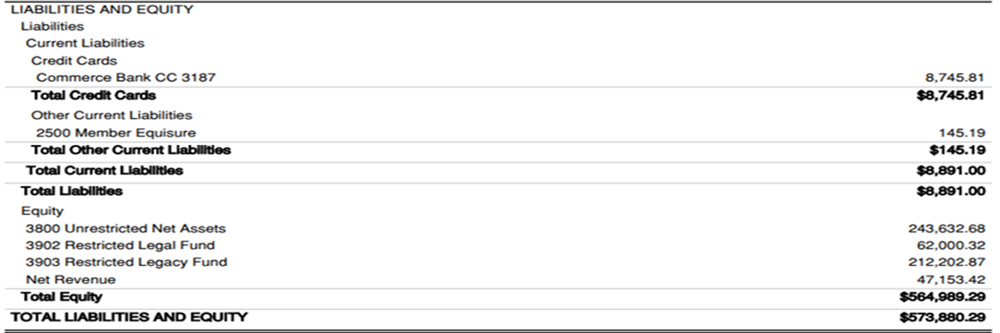 LIABILITIES AND EQUITY
Liabilities
Current Liabilities
Credit Cards
Commerce Bank CC 3187 8,745.81
Total Credit Cards $8,745.81
Other Current Liabilities
2500 Member Equisure 145.19
Total Other Current Liabilities $145.19
Total Current Liabilities $8,891.00
Total Liabilities $8,891.00
Equity
3800 Unrestricted Net Assets 243,632.68
3902 Restricted Legal Fund 62,000.32
3903 Restricted Legacy Fund 212,202.87
Net Revenue 47,153.42
Total Equity $564,989.29
TOTAL LIABILITIES AND EQUITY $573,880.29